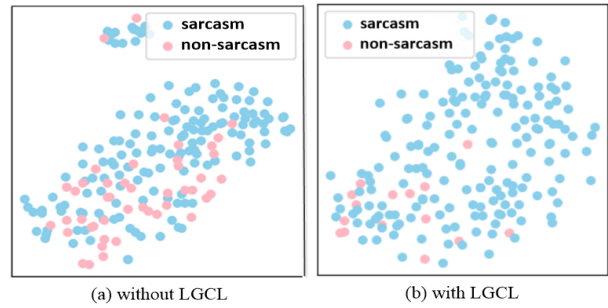 sarcasm
non-sarcasm
sarcasm
non-sarcasm
(a) without LGCL
(b) with LGCL